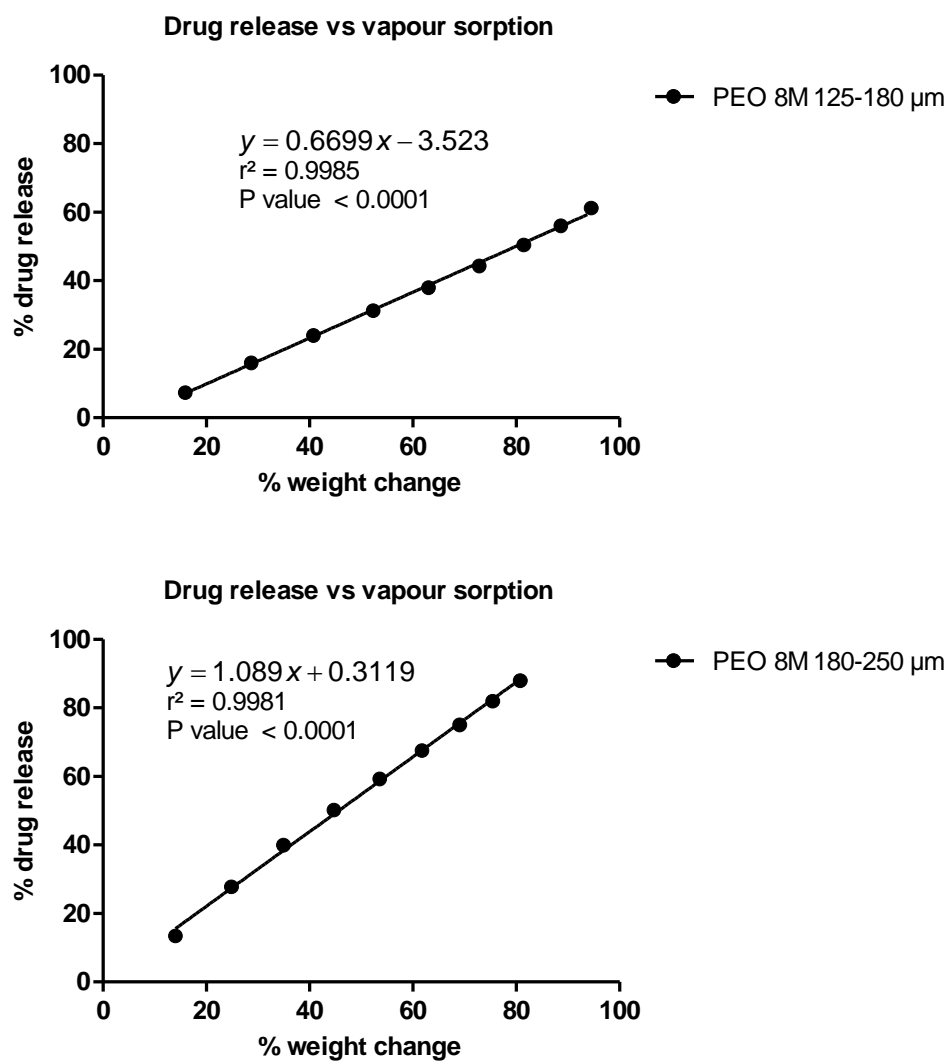 Drug release vs vapour sorption
100
80
60
40
20
0
% drug release
y = 0.6699x − 3.523
r² = 0.9985
P value < 0.0001
PEO 8M 125-180 µm
0 20 40 60 80 100
% weight change
Drug release vs vapour sorption
100
80
60
40
20
0
% drug release
y = 1.089x + 0.3119
r² = 0.9981
P value < 0.0001
PEO 8M 180-250 µm
0 20 40 60 80 100
% weight change